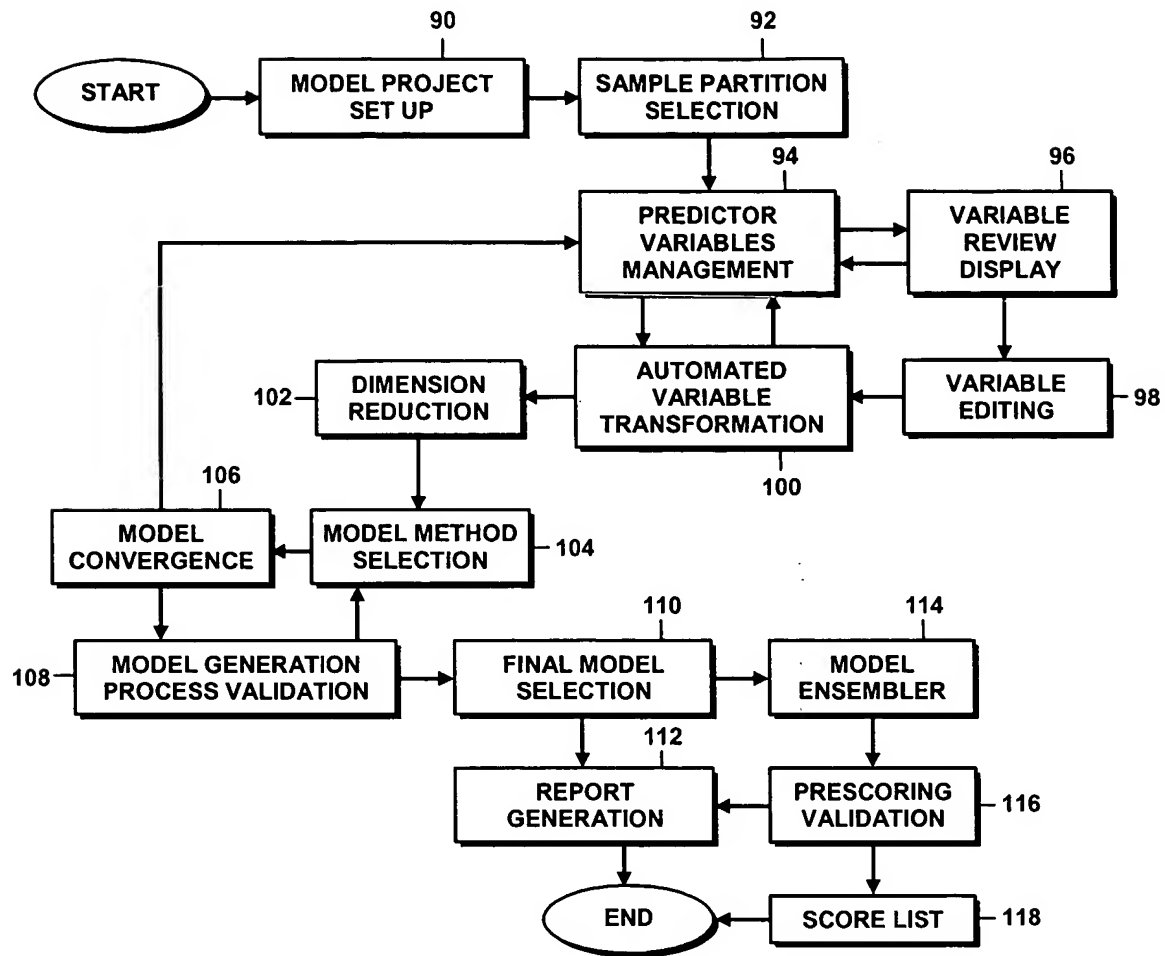 90
92
START
MODEL PROJECT
SET UP
SAMPLE PARTITION
SELECTION
94
96
PREDICTOR
VARIABLES
MANAGEMENT
VARIABLE
REVIEW
DISPLAY
102
DIMENSION
REDUCTION
AUTOMATED
VARIABLE
TRANSFORMATION
VARIABLE
EDITING
98
100
106
MODEL
CONVERGENCE
MODEL METHOD
SELECTION
104
110
114
108
MODEL GENERATION
PROCESS VALIDATION
FINAL MODEL
SELECTION
MODEL
ENSEMBLER
112
REPORT
GENERATION
PRESCORING
VALIDATION
116
END
SCORE LIST
118